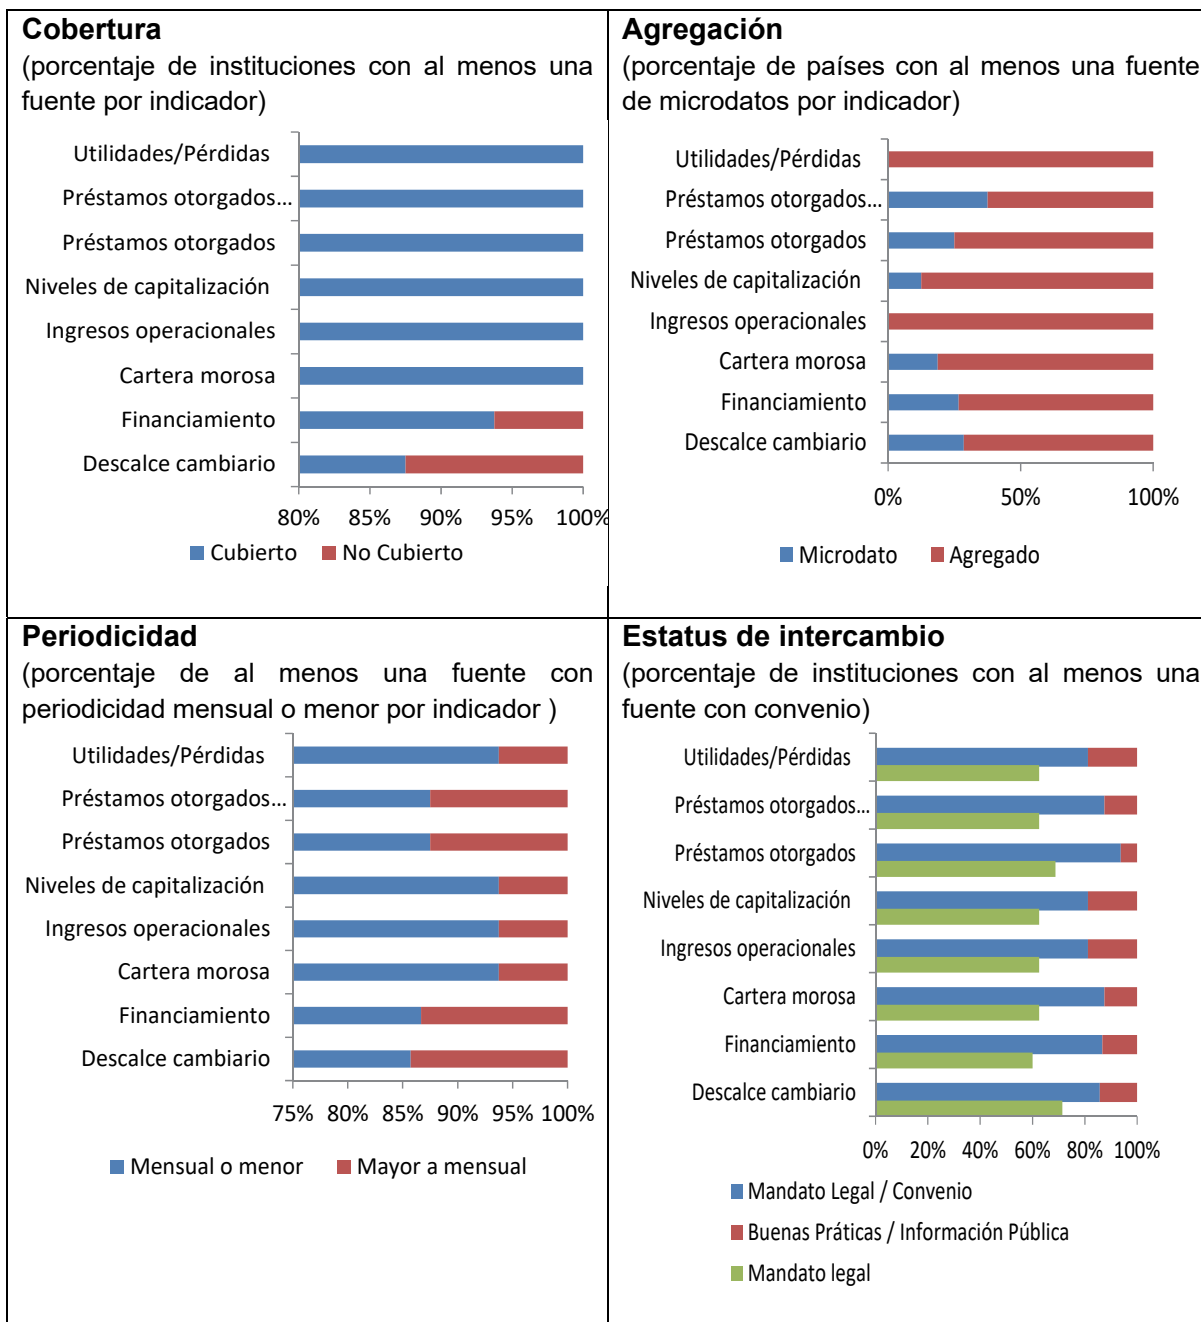 Cobertura
(porcentaje de instituciones con al menos una
fuente por indicador)
Utilidades/Pérdidas
Préstamos otorgados...
Préstamos otorgados
Niveles de capitalización
Ingresos operacionales
Cartera morosa
Financiamiento
Descalce cambiario
80% 85% 90% 95% 100%
Cubierto No Cubierto
Agregación
(porcentaje de países con al menos una fuente
de microdatos por indicador)
Utilidades/Pérdidas
Préstamos otorgados...
Préstamos otorgados
Niveles de capitalización
Ingresos operacionales
Cartera morosa
Financiamiento
Descalce cambiario
0% 50% 100%
Microdato Agregado
Periodicidad
(porcentaje de al menos una fuente con
periodicidad mensual o menor por indicador )
Utilidades/Pérdidas
Préstamos otorgados...
Préstamos otorgados
Niveles de capitalización
Ingresos operacionales
Cartera morosa
Financiamiento
Descalce cambiario
75% 80% 85% 90% 95% 100%
Mensual o menor Mayor a mensual
Estatus de intercambio
(porcentaje de instituciones con al menos una
fuente con convenio)
Utilidades/Pérdidas
Préstamos otorgados...
Préstamos otorgados
Niveles de capitalización
Ingresos operacionales
Cartera morosa
Financiamiento
Descalce cambiario
0% 20% 40% 60% 80% 100%
Mandato Legal / Convenio
Buenas Práticas / Información Pública
Mandato legal